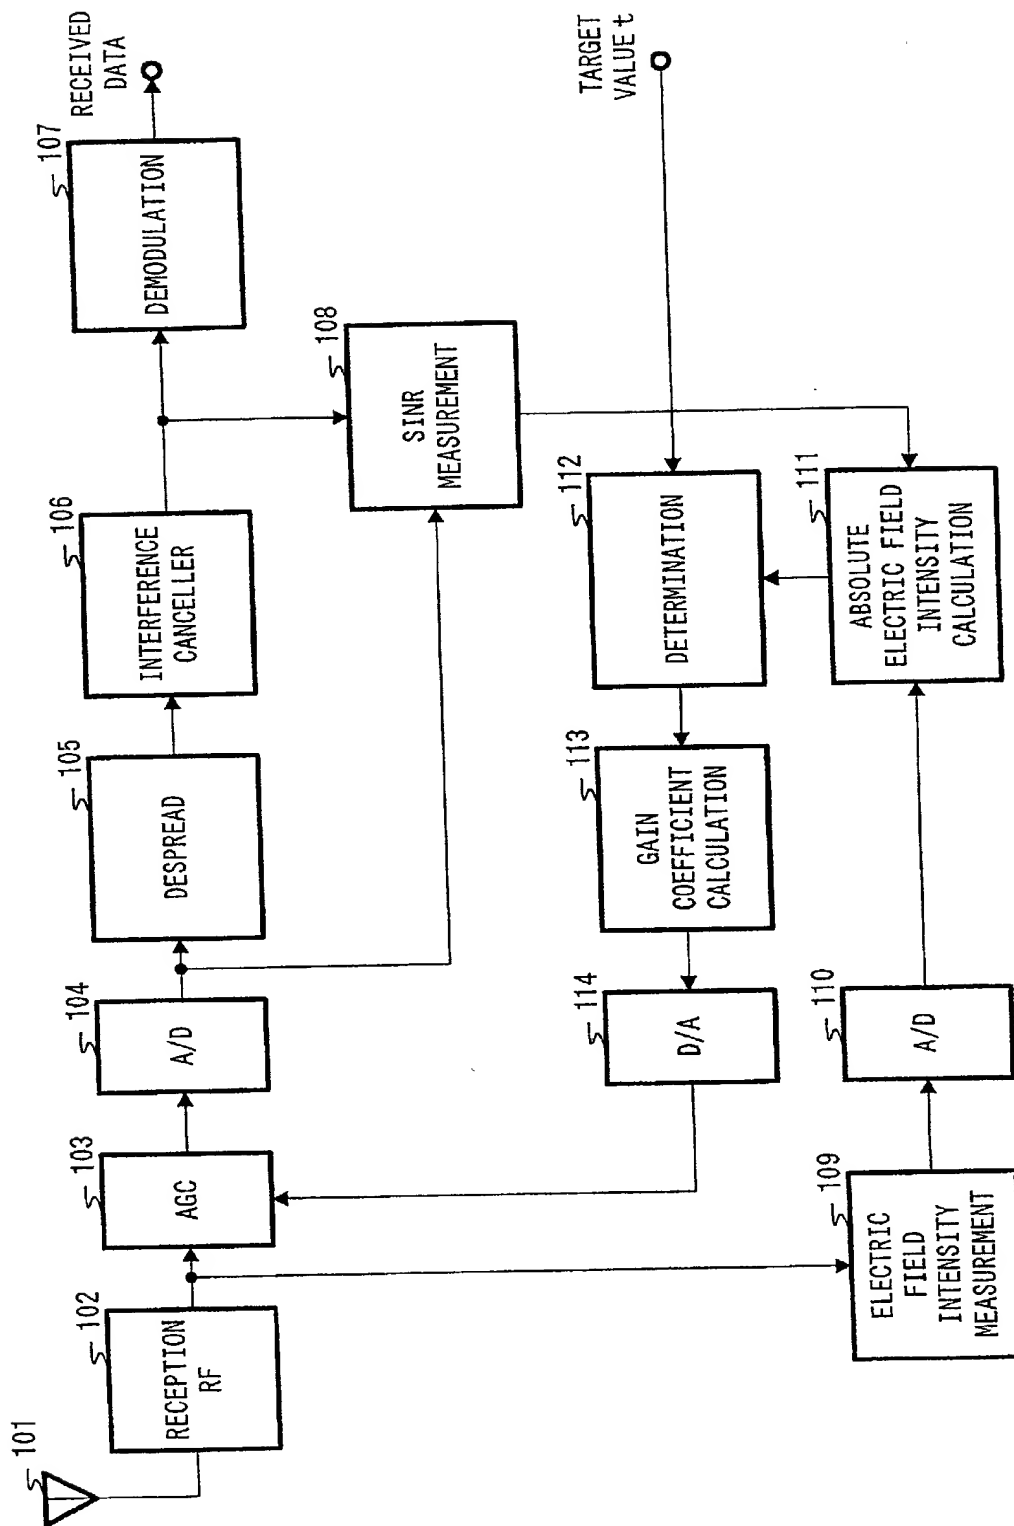 101
102
RECEPTION
RF
103
AGC
104
A/D
105
DESPREAD
106
INTERFERENCE
CANCELLER
107
DEMODULATION
RECEIVED
DATA
108
SINR
MEASUREMENT
109
ELECTRIC
FIELD
INTENSITY
MEASUREMENT
110
A/D
111
ABSOLUTE
ELECTRIC FIELD
INTENSITY
CALCULATION
112
DETERMINATION
TARGET
VALUE t
113
GAIN
COEFFICIENT
CALCULATION
114
D/A